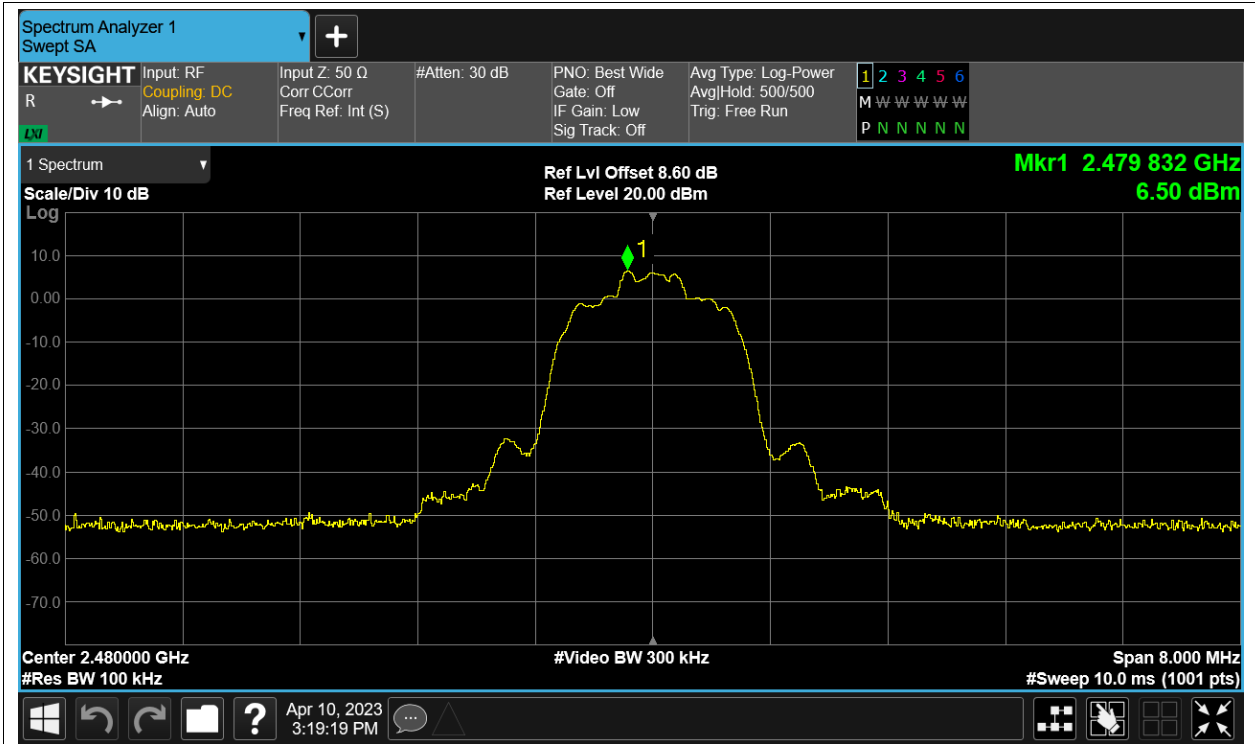 Spectrum Analyzer 1
Swept SA
+
KEYSIGHT
R
LXI
Input: RF
Coupling: DC
Align: Auto
Input Z: 50 Ω
Corr CCorr
Freq Ref: Int (S)
#Atten: 30 dB
PNO: Best Wide
Gate: Off
IF Gain: Low
Sig Track: Off
Avg Type: Log-Power
Avg|Hold: 500/500
Trig: Free Run
1 2 3 4 5 6
M W W W W W
P N N N N N
1 Spectrum
Scale/Div 10 dB
Log
Ref Lvl Offset 8.60 dB
Ref Level 20.00 dBm
Mkr1 2.479 832 GHz
6.50 dBm
1
10.0
0.00
-10.0
-20.0
-30.0
-40.0
-50.0
-60.0
-70.0
Center 2.480000 GHz
#Video BW 300 kHz
Span 8.000 MHz
#Res BW 100 kHz
#Sweep 10.0 ms (1001 pts)
?
Apr 10, 2023
3:19:19 PM